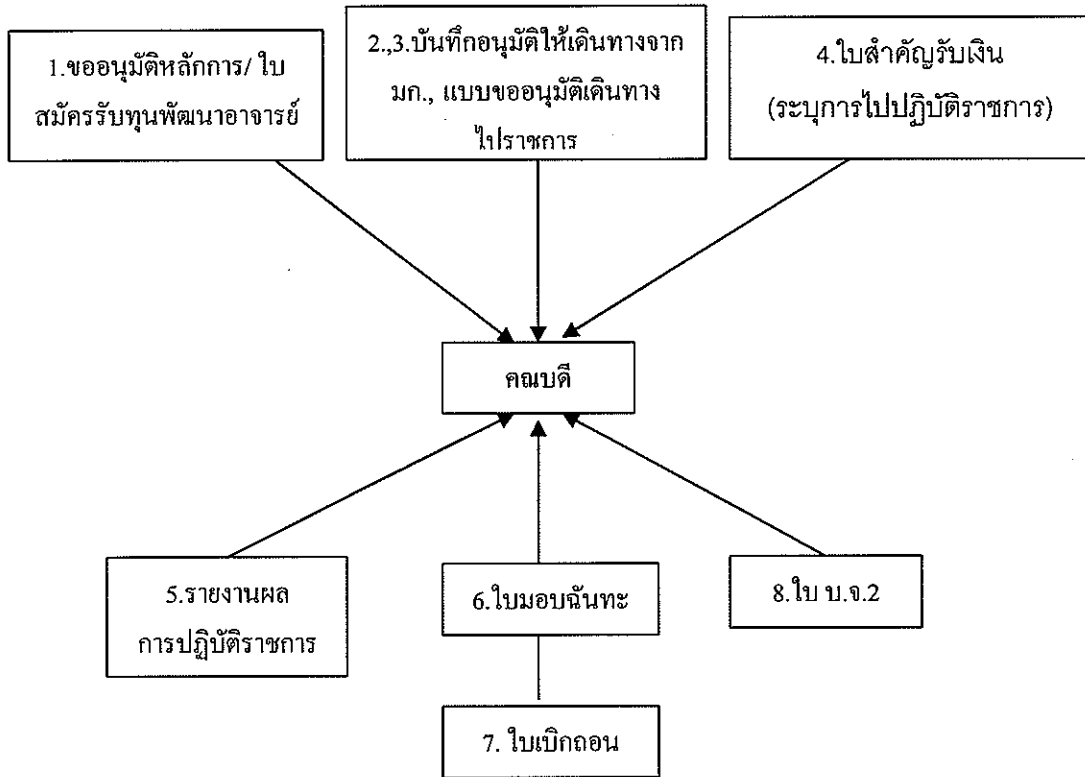 1.ขออนุมัติหลักการ/ ใบ
สมัครรับทุนพัฒนาอาจารย์
2.,3.บันทึกอนุมัติให้เดินทางจาก
มก., แบบขออนุมัติเดินทาง
ไปราชการ
4.ใบสำคัญรับเงิน
(ระบุการไปปฏิบัติราชการ)
คณบดี
5.รายงานผล
การปฏิบัติราชการ
6.ใบมอบฉันทะ
8.ใบ บ.จ.2
7. ใบเบิกถอน